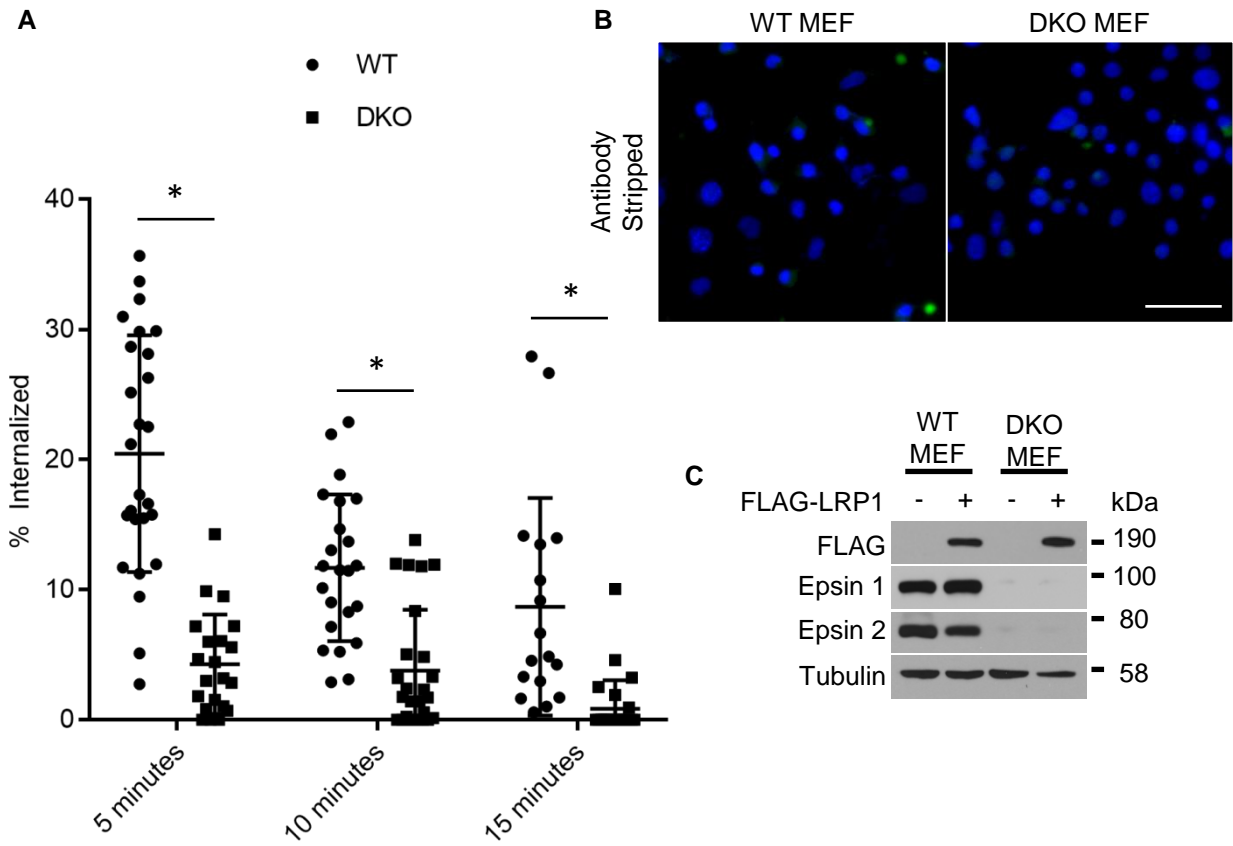 A
WT
DKO
*
*
*
40
30
20
10
0
% Internalized
5 minutes
10 minutes
15 minutes
B
WT MEF
DKO MEF
Antibody
Stripped
C
WT
MEF
DKO
MEF
FLAG-LRP1 - + - + kDa
FLAG 190
Epsin 1 100
Epsin 2 80
Tubulin 58